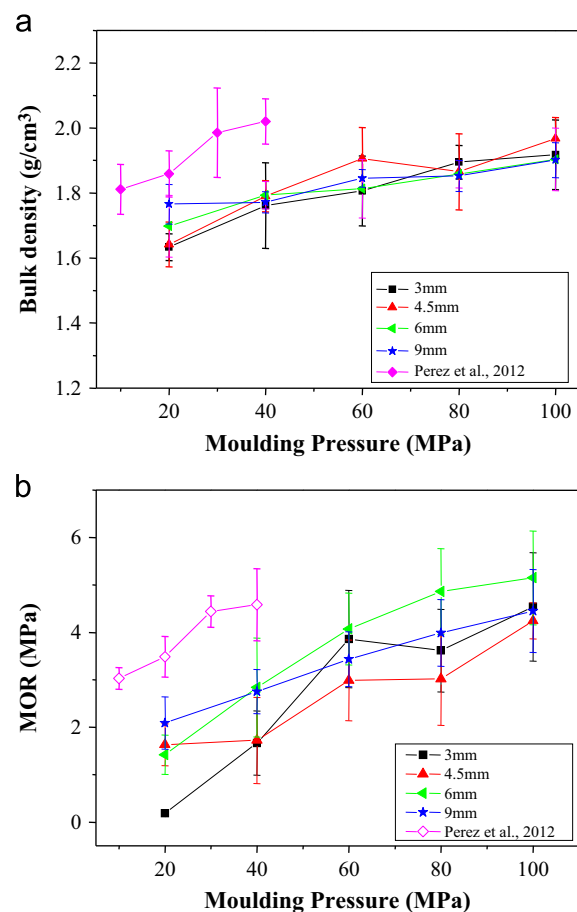 a
2.2
2.0
1.8
1.6
1.4
1.2
Bulk density (g/cm³)
3mm
4.5mm
6mm
9mm
Perez et al., 2012
20 40 60 80 100
Moulding Pressure (MPa)
b
6
4
2
0
MOR (MPa)
3mm
4.5mm
6mm
9mm
Perez et al., 2012
20 40 60 80 100
Moulding Pressure (MPa)